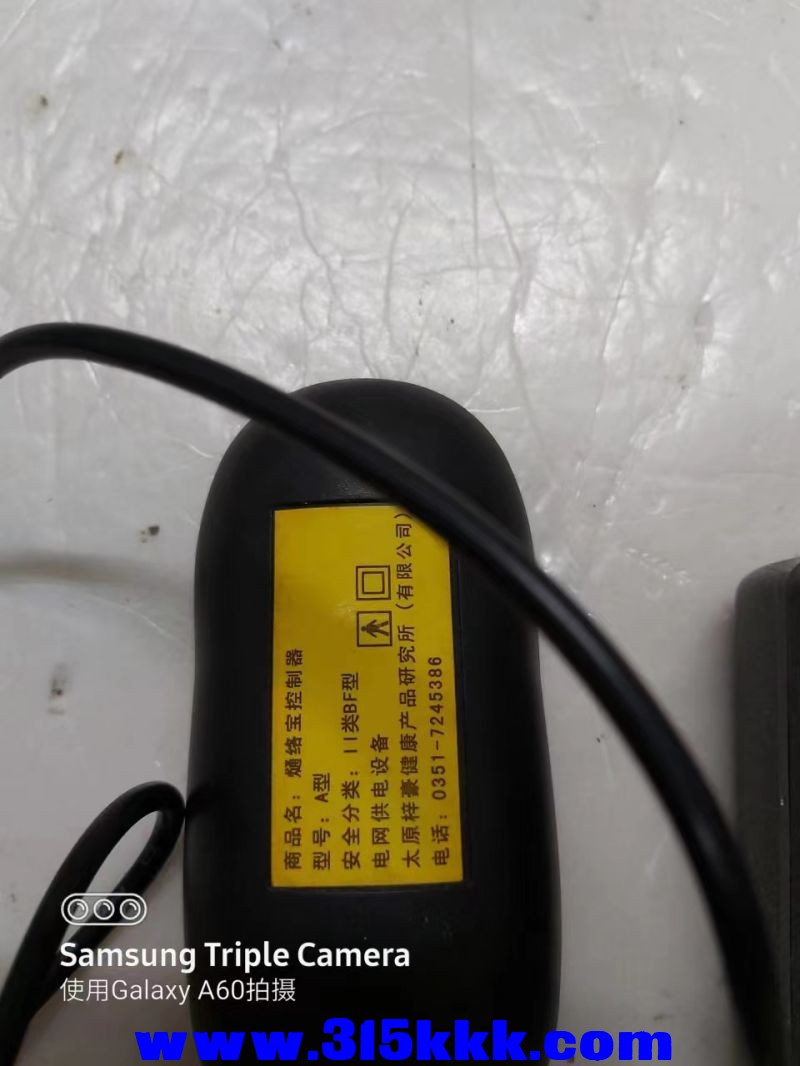 商品名：熥络宝控制器
型号：A型
安全分类：II类BF型
电网供电设备
太原梓豪健康产品研究所（有限公司）
电话：0351-7245386
Samsung Triple Camera
使用Galaxy A60拍摄
www.315kkk.com